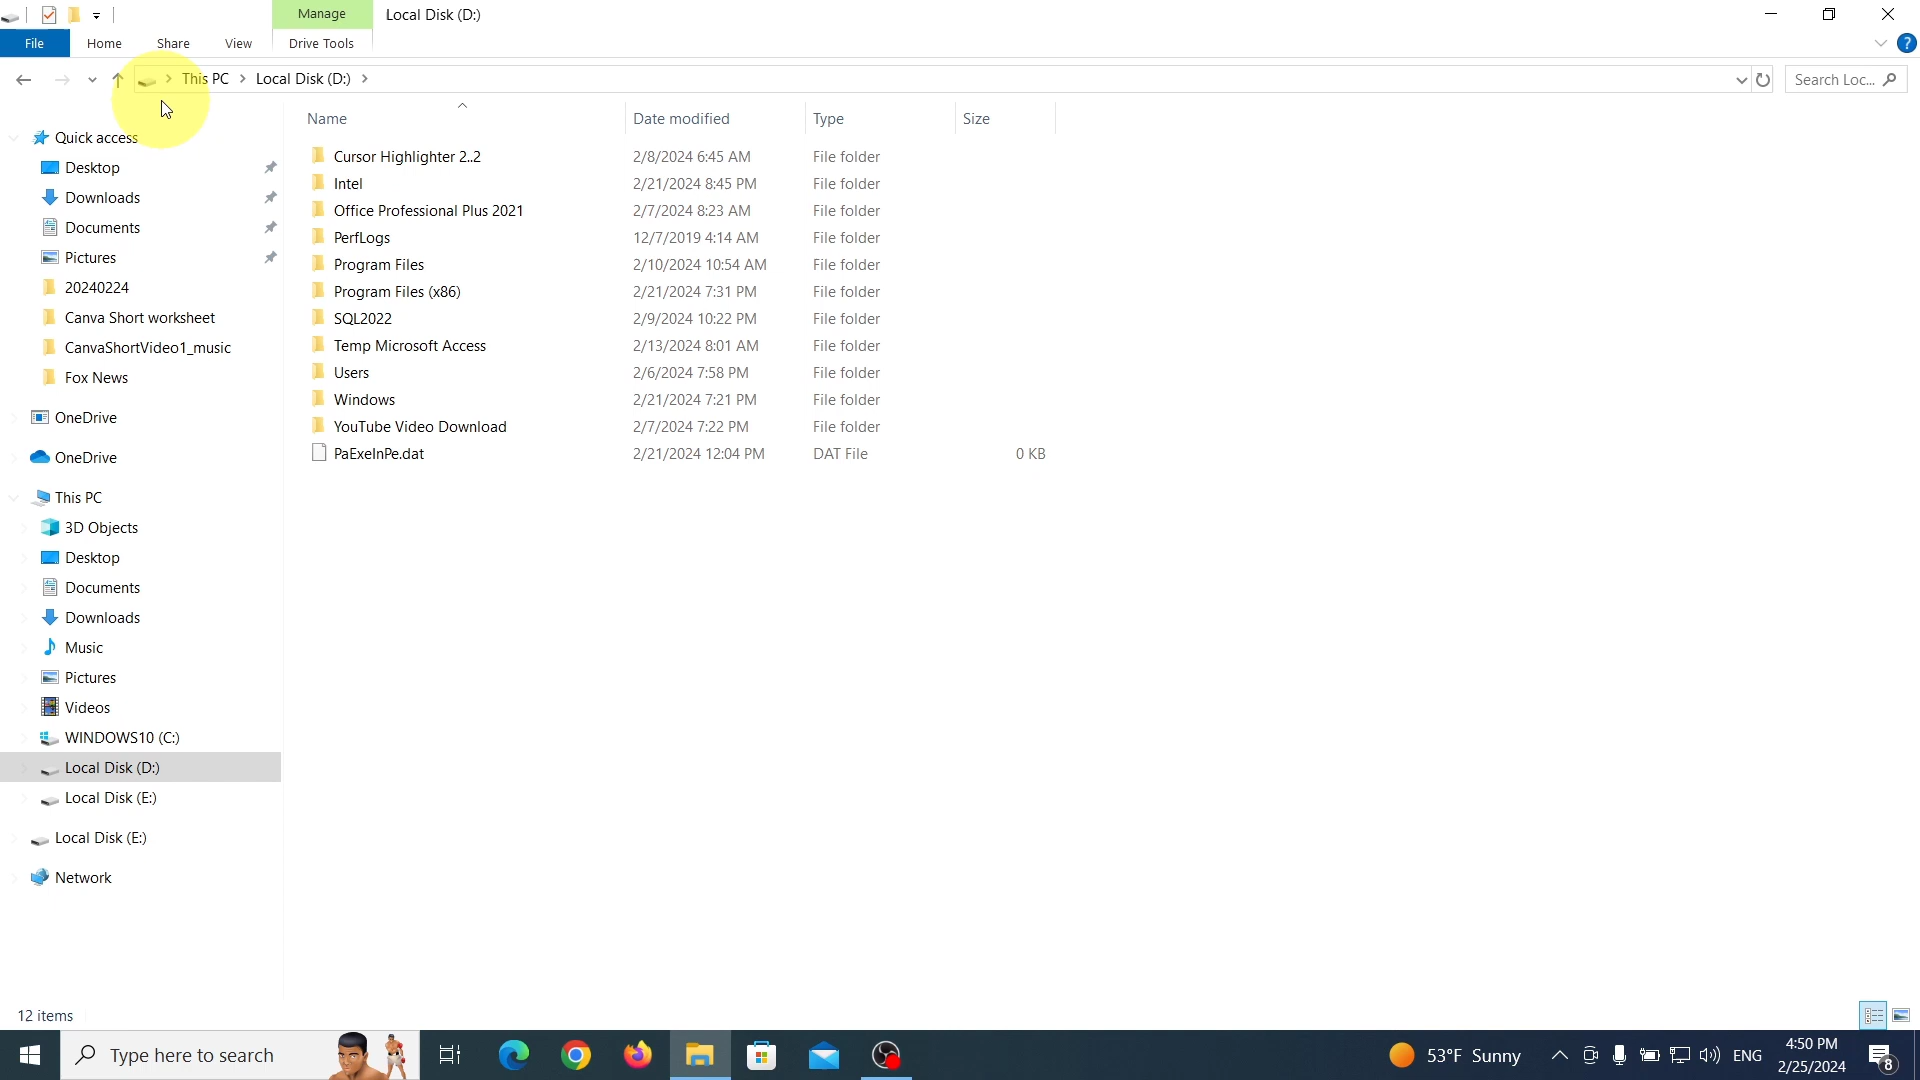 Manage
Local Disk (D:)
File
Home
Share
View
Drive Tools
?
This PC
Local Disk (D:)
Search Loc...
Name
Date modified
Type
Size
Quick access
Desktop
Downloads
Documents
Pictures
20240224
Canva Short worksheet
CanvaShortVideo1_music
Fox News
OneDrive
OneDrive
This PC
3D Objects
Desktop
Documents
Downloads
Music
Pictures
Videos
WINDOWS10 (C:)
Local Disk (D:)
Local Disk (E:)
Local Disk (E:)
Network
Cursor Highlighter 2..2 2/8/2024 6:45 AM File folder
Intel 2/21/2024 8:45 PM File folder
Office Professional Plus 2021 2/7/2024 8:23 AM File folder
PerfLogs 12/7/2019 4:14 AM File folder
Program Files 2/10/2024 10:54 AM File folder
Program Files (x86) 2/21/2024 7:31 PM File folder
SQL2022 2/9/2024 10:22 PM File folder
Temp Microsoft Access 2/13/2024 8:01 AM File folder
Users 2/6/2024 7:58 PM File folder
Windows 2/21/2024 7:21 PM File folder
YouTube Video Download 2/7/2024 7:22 PM File folder
PaExeInPe.dat 2/21/2024 12:04 PM DAT File 0 KB
12 items
Type here to search
53°F Sunny
ENG
4:50 PM
2/25/2024
8